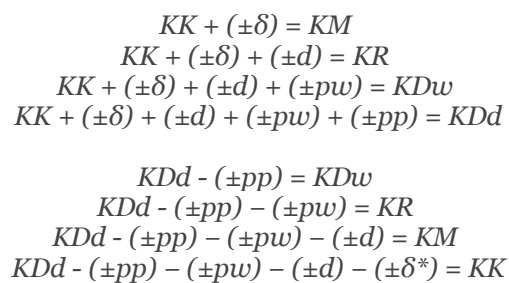 KK + (±δ) = KM
KK + (±δ) + (±d) = KR
KK + (±δ) + (±d) + (±pw) = KDw
KK + (±δ) + (±d) + (±pw) + (±pp) = KDd
KDd - (±pp) = KDw
KDd - (±pp) – (±pw) = KR
KDd - (±pp) – (±pw) – (±d) = KM
KDd - (±pp) – (±pw) – (±d) – (±δ*) = KK